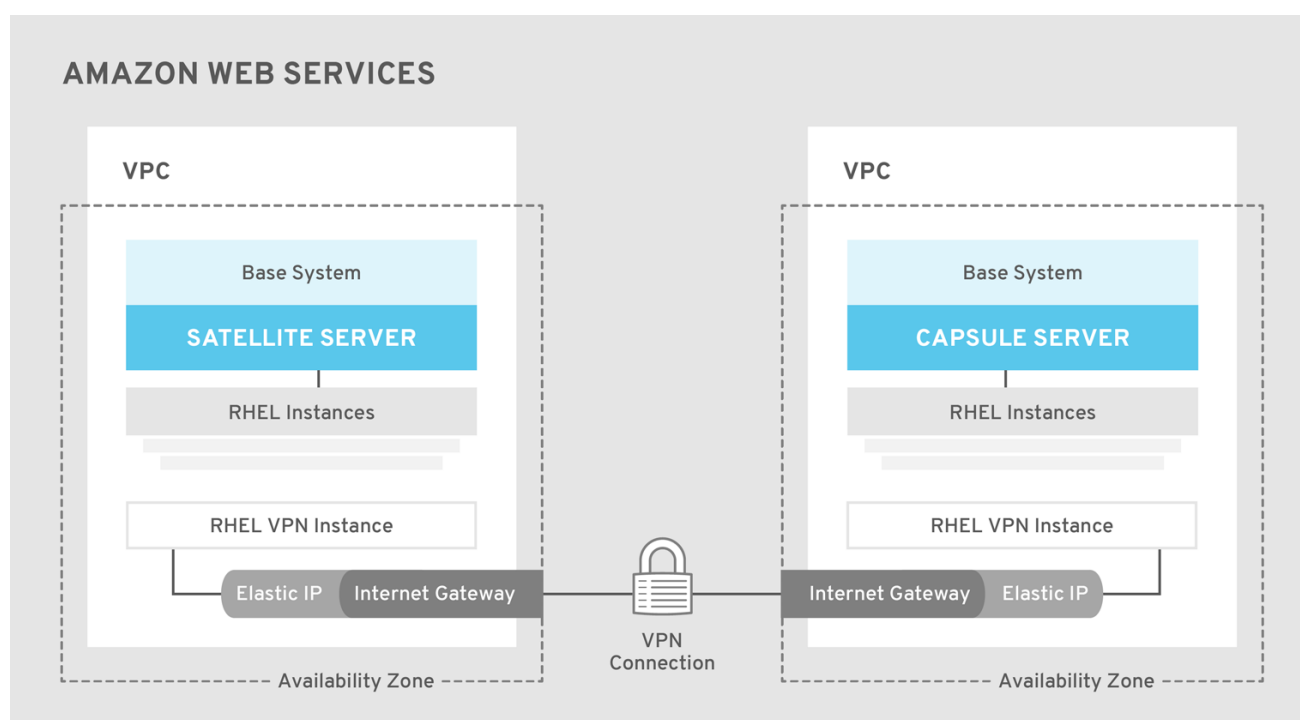 AMAZON WEB SERVICES
VPC
Base System
SATELLITE SERVER
RHEL Instances
RHEL VPN Instance
Elastic IP
Internet Gateway
Availability Zone
VPN
Connection
VPC
Base System
CAPSULE SERVER
RHEL Instances
RHEL VPN Instance
Internet Gateway
Elastic IP
Availability Zone